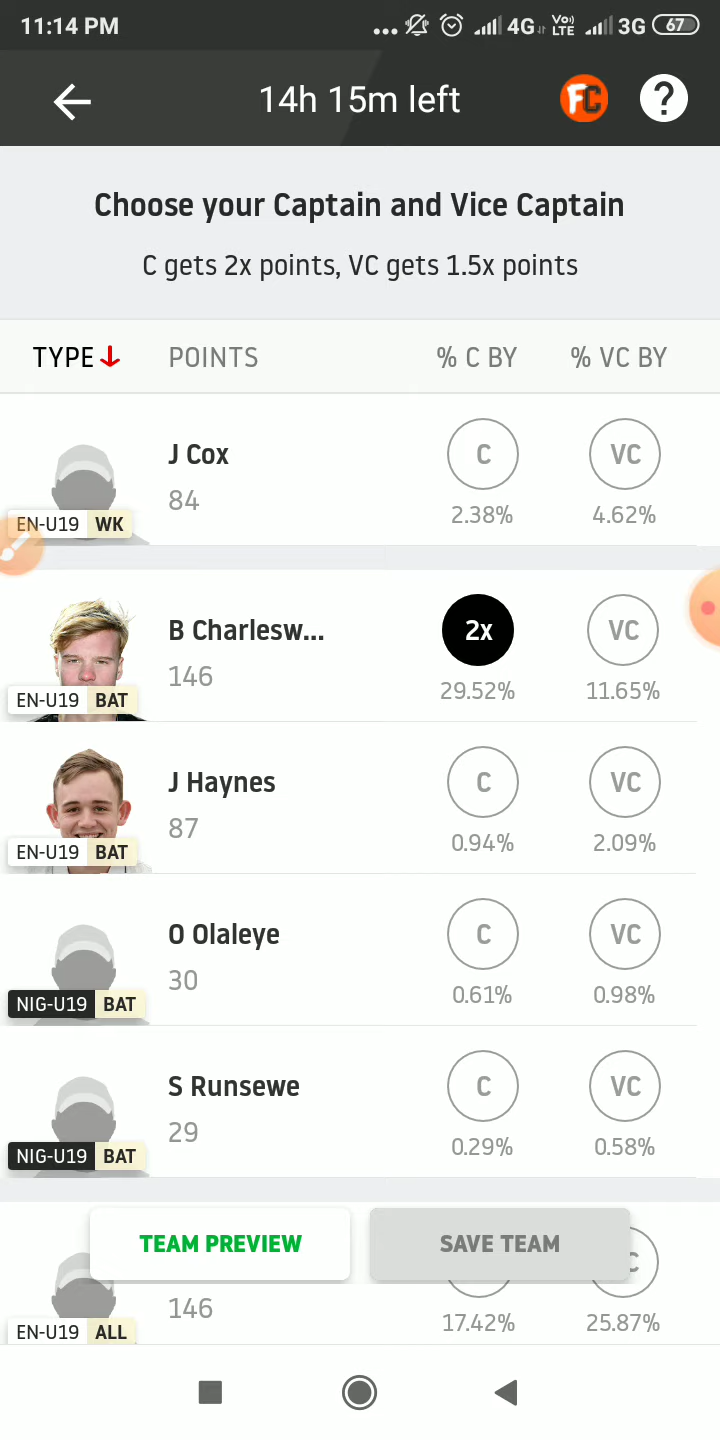 11:14 PM ... 4G Vo) LTE 3G 67
14h 15m left FC ?
Choose your Captain and Vice Captain
C gets 2x points, VC gets 1.5x points
TYPE POINTS % C BY % VC BY
J Cox C VC
84
EN-U19 WK 2.38% 4.62%
B Charlesw... 2x VC
146
EN-U19 BAT 29.52% 11.65%
J Haynes C VC
87
EN-U19 BAT 0.94% 2.09%
O Olaleye C VC
30
NIG-U19 BAT 0.61% 0.98%
S Runsewe C VC
29
NIG-U19 BAT 0.29% 0.58%
TEAM PREVIEW SAVE TEAM
146
EN-U19 ALL 17.42% 25.87%